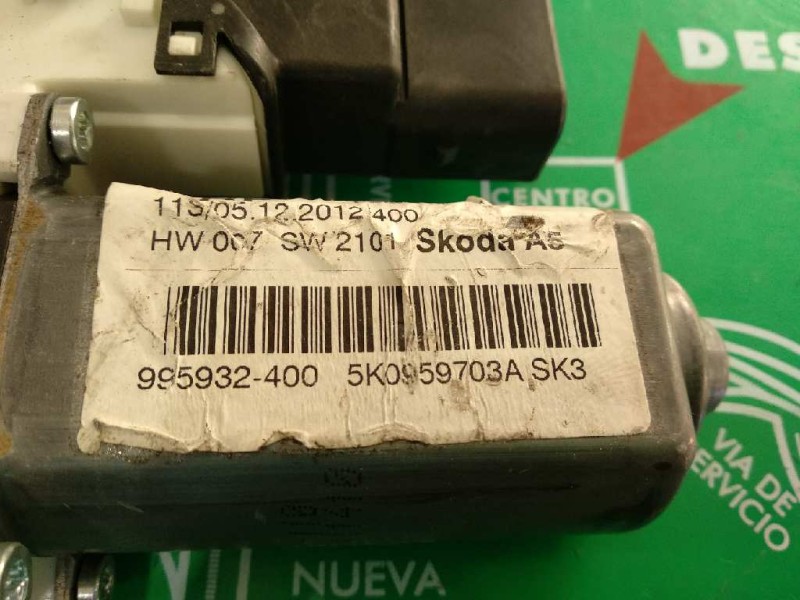 DES
CENTRO
113/05.12.2012 400
HW 007 SW 2101 Skoda A5
995932-400 5K0959703A SK3
VIA DE
SERVICIO
NUEVA